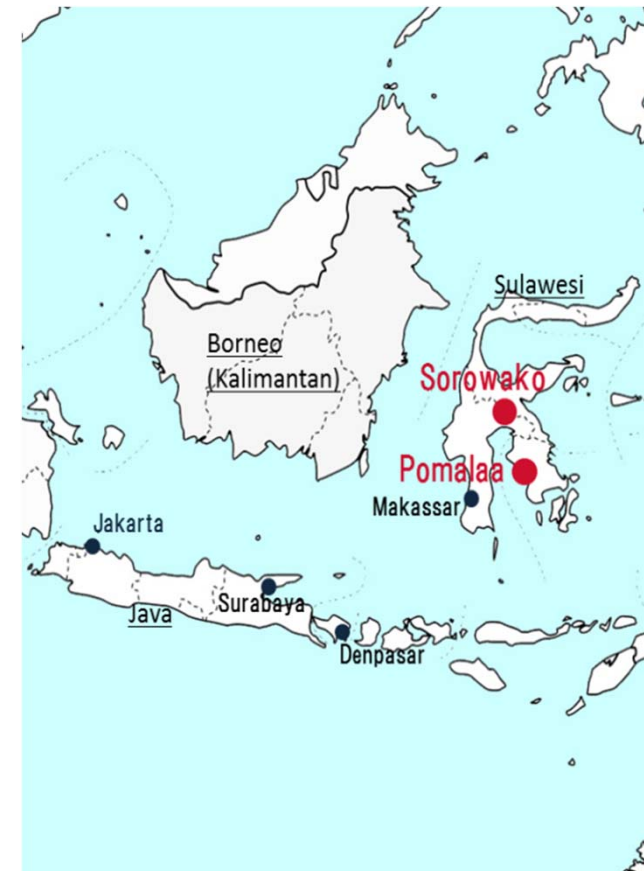 Sulawesi
Borneo
(Kalimantan)
Sorowako
Pomalaa
Makassar
Jakarta
Surabaya
Java
Denpasar